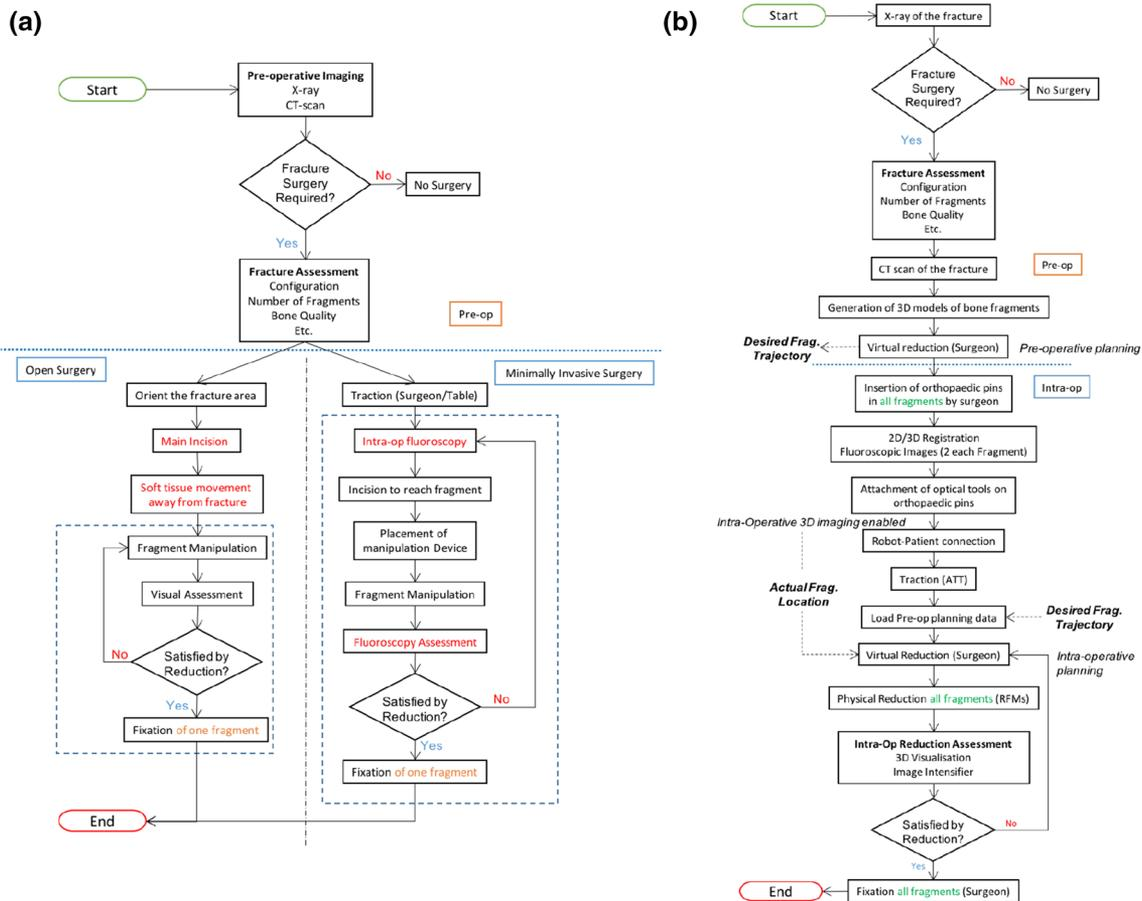 (a)
Start
Pre-operative Imaging
X-ray
CT-scan
Fracture
Surgery
Required?
No
No Surgery
Yes
Fracture Assessment
Configuration
Number of Fragments
Bone Quality
Etc.
Pre-op
Open Surgery
Minimally Invasive Surgery
Orient the fracture area
Main Incision
Soft tissue movement
away from fracture
Fragment Manipulation
Visual Assessment
Satisfied by
Reduction?
No
Yes
Fixation of one fragment
Traction (Surgeon/Table)
Intra-op fluoroscopy
Incision to reach fragment
Placement of
manipulation Device
Fragment Manipulation
Fluoroscopy Assessment
Satisfied by
Reduction?
No
Yes
Fixation of one fragment
End
(b)
Start
X-ray of the fracture
Fracture
Surgery
Required?
No
No Surgery
Yes
Fracture Assessment
Configuration
Number of Fragments
Bone Quality
Etc.
CT scan of the fracture
Pre-op
Generation of 3D models of bone fragments
Desired Frag.
Trajectory
Virtual reduction (Surgeon)
Pre-operative planning
Insertion of orthopaedic pins
in all fragments by surgeon
Intra-op
2D/3D Registration
Fluoroscopic Images (2 each Fragment)
Attachment of optical tools on
orthopaedic pins
Intra-Operative 3D imaging enabled
Robot-Patient connection
Traction (ATT)
Actual Frag.
Location
Load Pre-op planning data
Desired Frag.
Trajectory
Virtual Reduction (Surgeon)
Intra-operative
planning
Physical Reduction all fragments (RFMs)
Intra-Op Reduction Assessment
3D Visualisation
Image Intensifier
Satisfied by
Reduction?
No
Yes
Fixation all fragments (Surgeon)
End